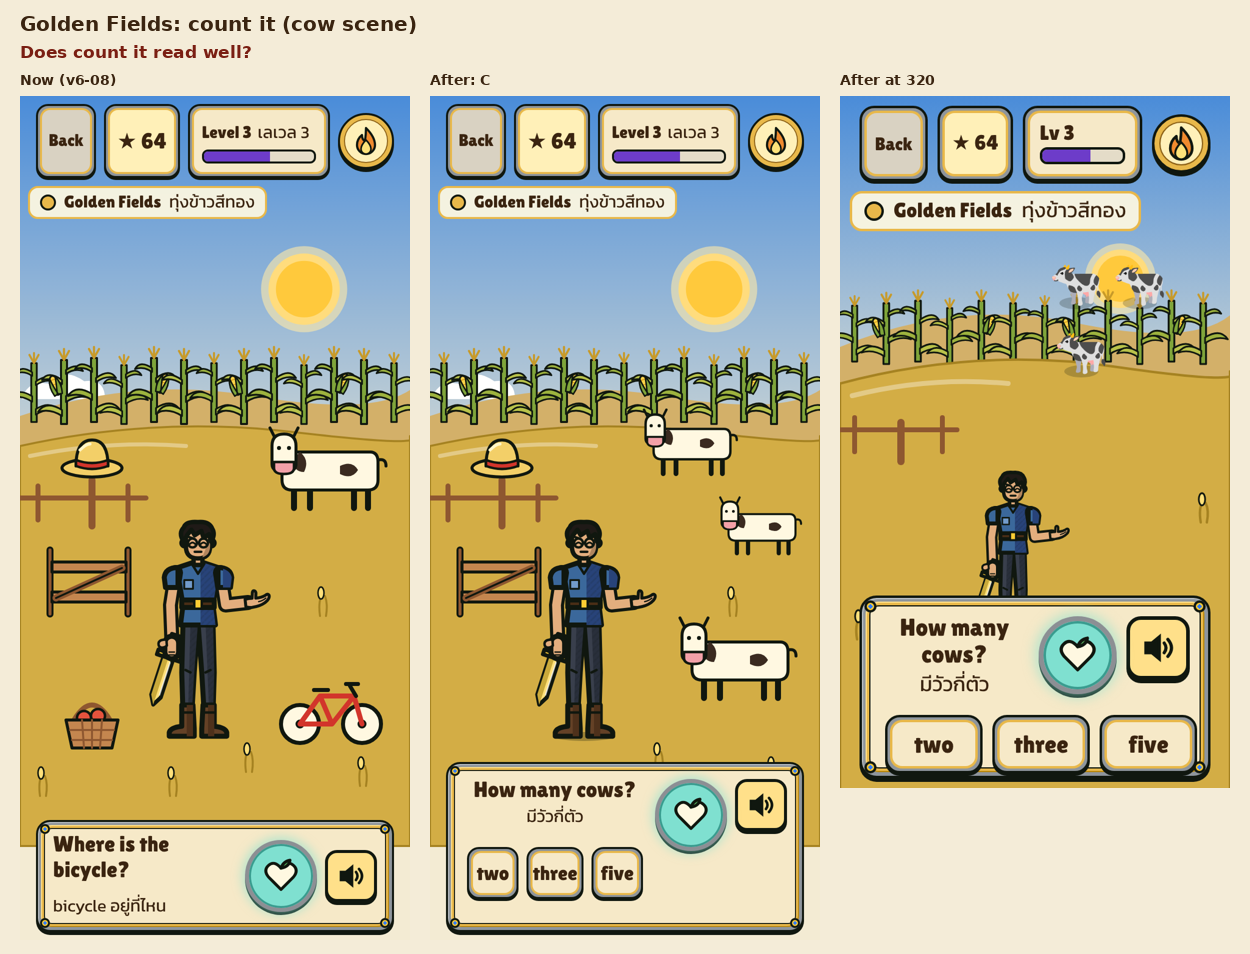 Golden Fields: count it (cow scene)
Does count it read well?
Now (v6-08)
Back
★ 64
Level 3 เลเวล 3
Golden Fields ทุ่งข้าวสีทอง
Where is the
bicycle?
bicycle อยู่ที่ไหน
After: C
Back
★ 64
Level 3 เลเวล 3
Golden Fields ทุ่งข้าวสีทอง
How many cows?
มีวัวกี่ตัว
two three five
After at 320
Back
★ 64
Lv 3
Golden Fields ทุ่งข้าวสีทอง
How many
cows?
มีวัวกี่ตัว
two three five